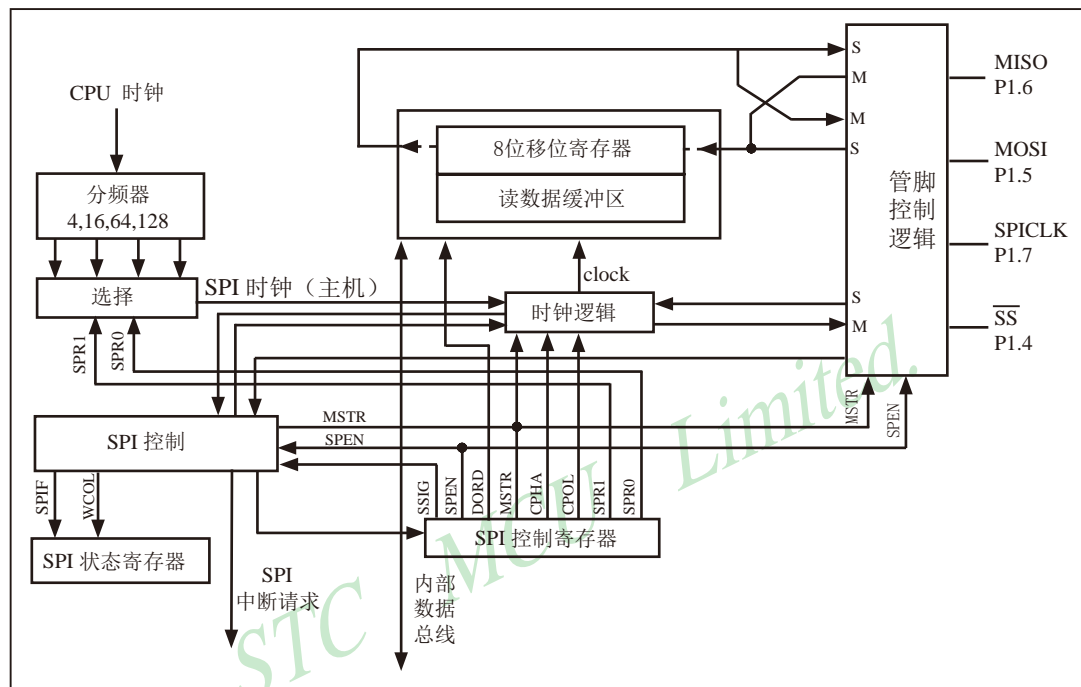 CPU 时钟
分频器
4,16,64,128
选择
SPR1
SPR0
SPI 时钟（主机）
8位移位寄存器
读数据缓冲区
clock
时钟逻辑
S
M
M
S
S
M
管脚
控制
逻辑
MISO
P1.6
MOSI
P1.5
SPICLK
P1.7
SS
P1.4
MSTR
SPEN
SPI 控制
MSTR
SPEN
SPIF
WCOL
SPI 状态寄存器
SPI
中断请求
SSIG
SPEN
DORD
MSTR
CPHA
CPOL
SPR1
SPR0
SPI 控制寄存器
内部
数据
总线
STC MCU Limited.